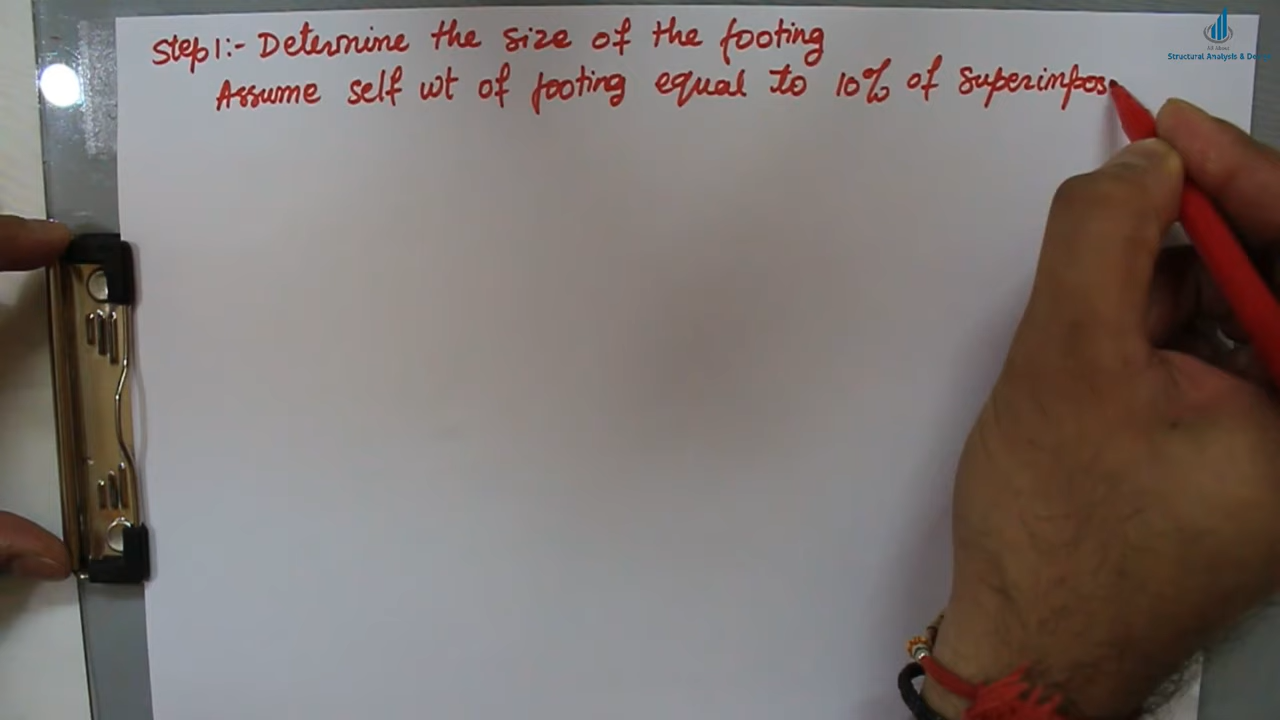 Step1:- Determine the size of the footing
Assume self wt of footing equal to 10% of superimpos
Structural Analysis & De